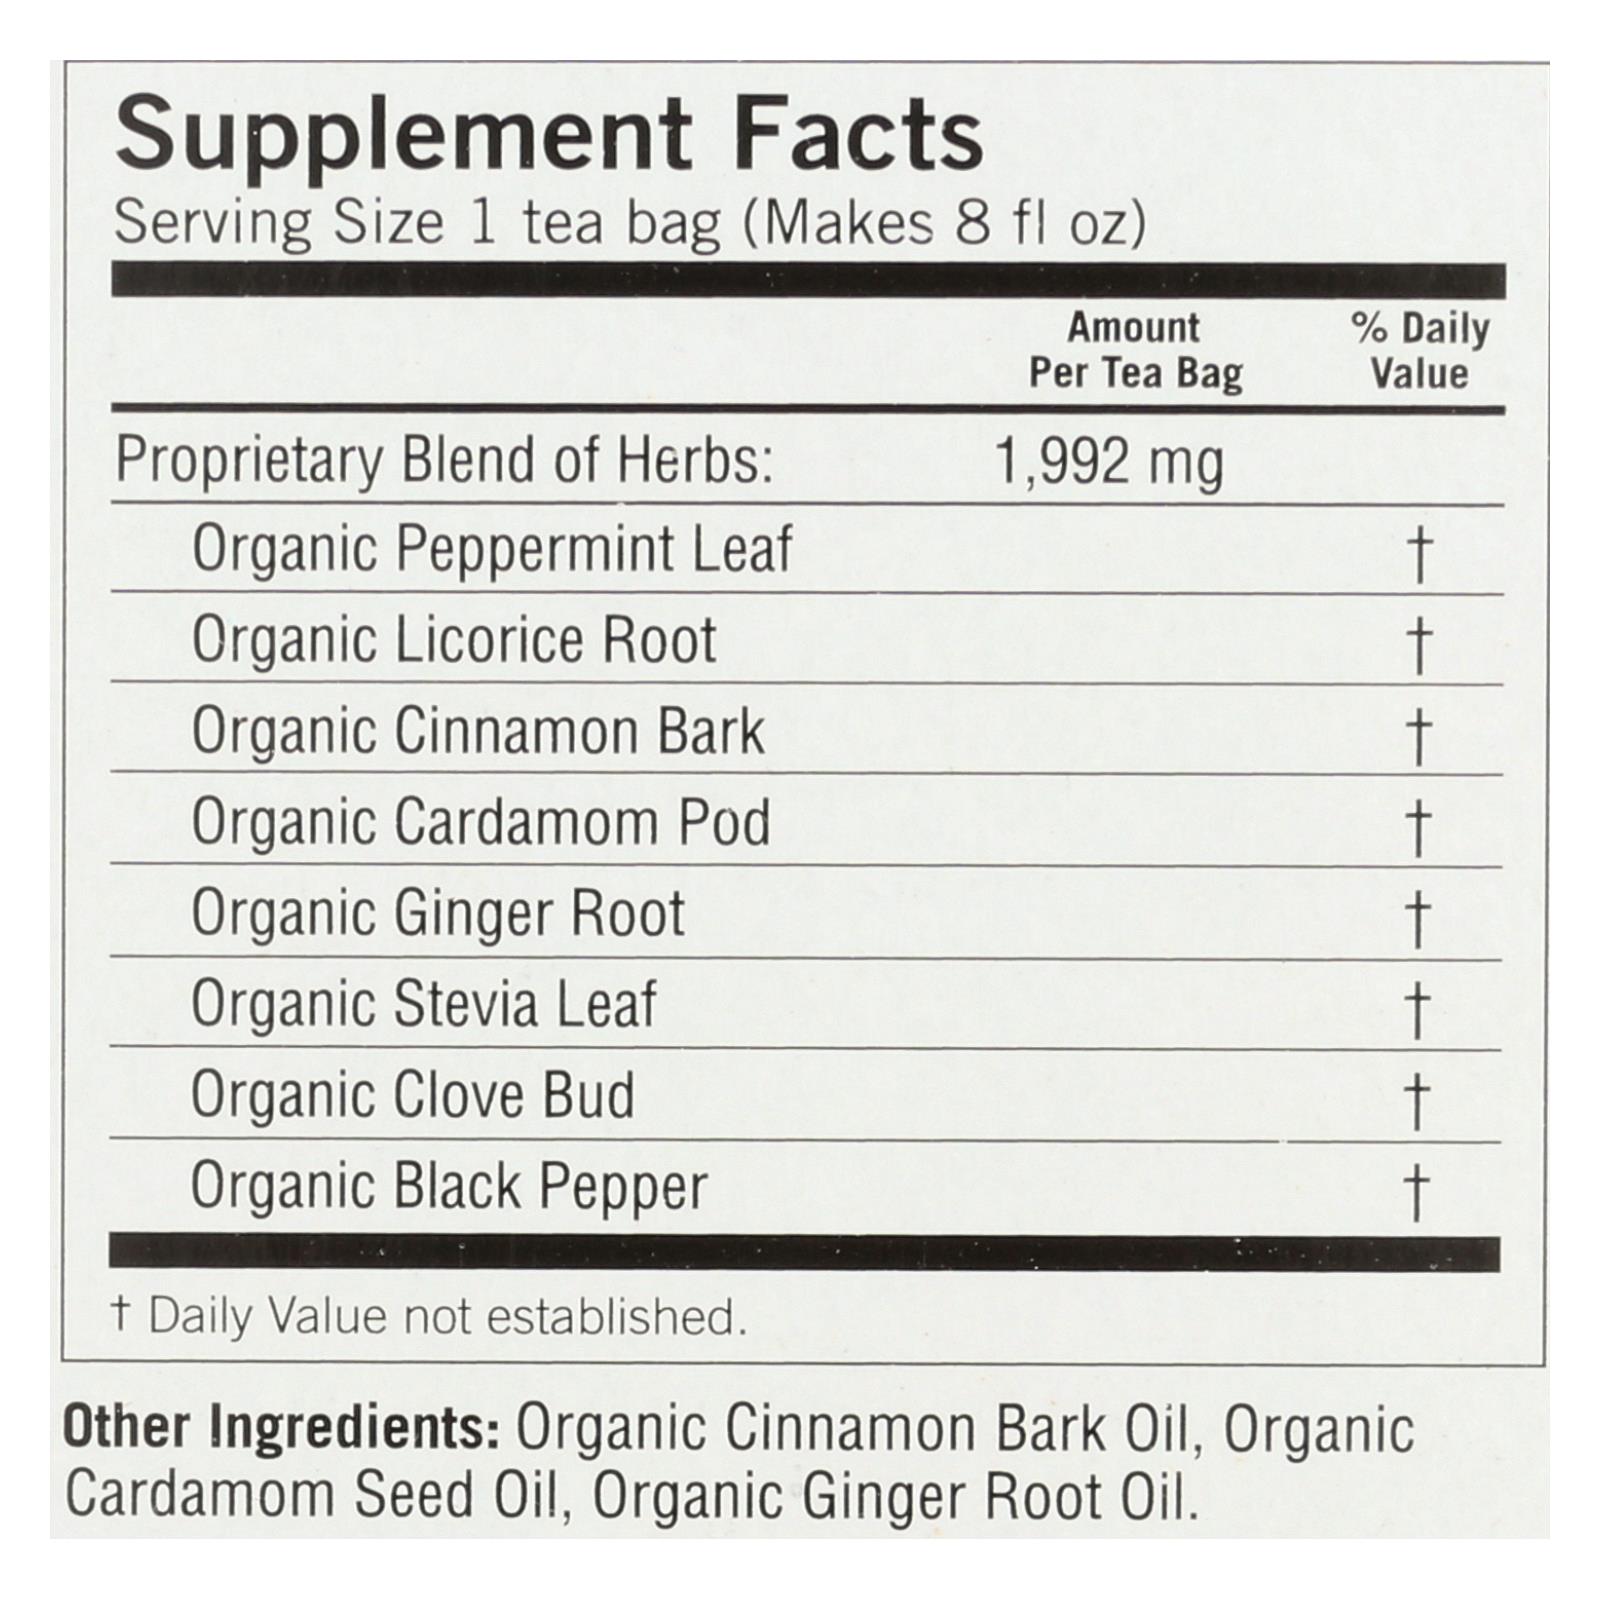 Supplement Facts
Serving Size 1 tea bag (Makes 8 fl oz)
Amount Per Tea Bag
% Daily Value
Proprietary Blend of Herbs: 1,992 mg
Organic Peppermint Leaf †
Organic Licorice Root †
Organic Cinnamon Bark †
Organic Cardamom Pod †
Organic Ginger Root †
Organic Stevia Leaf †
Organic Clove Bud †
Organic Black Pepper †
† Daily Value not established.
Other Ingredients: Organic Cinnamon Bark Oil, Organic
Cardamom Seed Oil, Organic Ginger Root Oil.